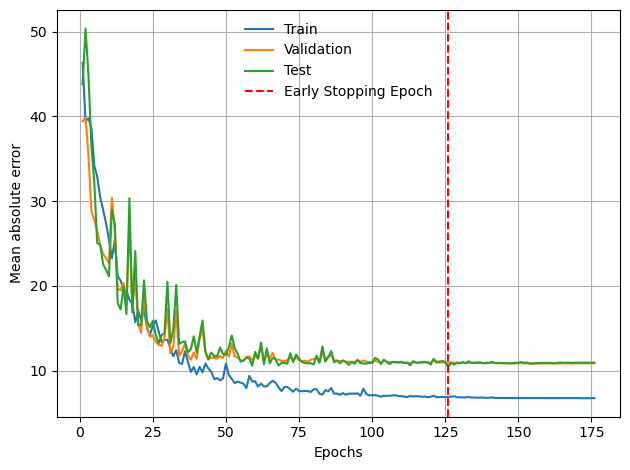 Train
Validation
Test
Early Stopping Epoch
Mean absolute error
50
40
30
20
10
0
25
50
75
100
125
150
175
Epochs